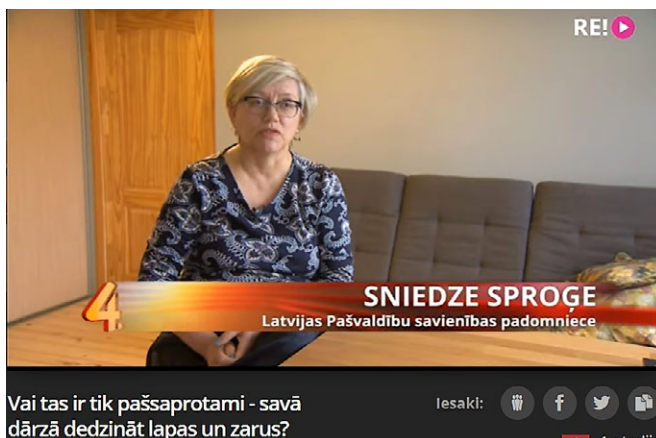 RE!
4
SNIEDZE SPROĢE
Latvijas Pašvaldību savienības padomniece
Vai tas ir tik pašsaprotami - savā
dārzā dedzināt lapas un zarus?
Iesaki: